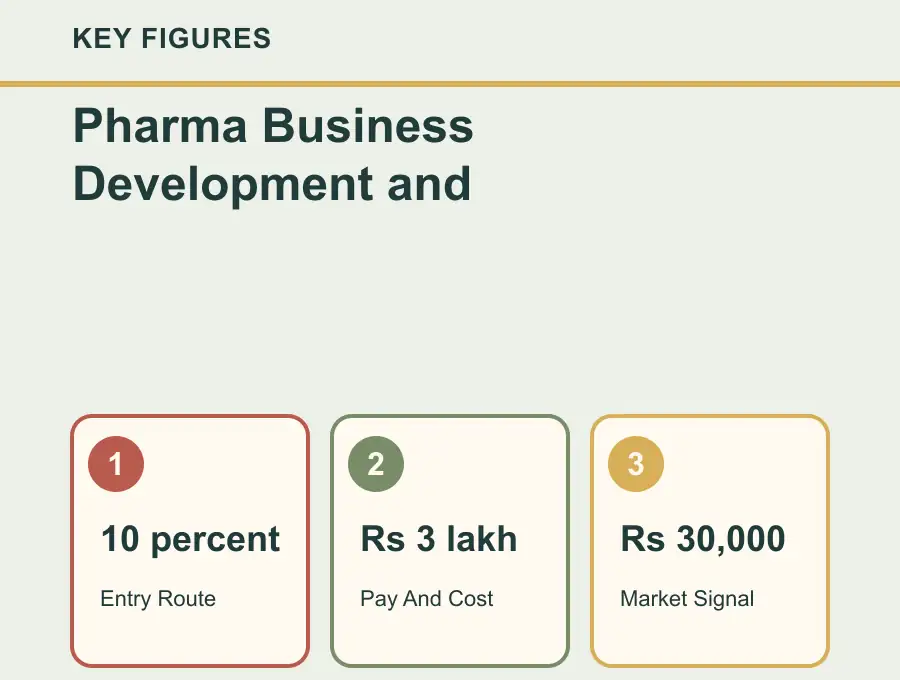 KEY FIGURES
Pharma Business
Development and
1
10 percent
Entry Route
2
Rs 3 lakh
Pay And Cost
3
Rs 30,000
Market Signal